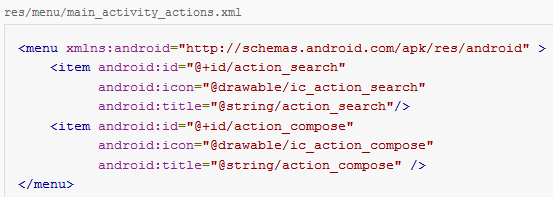 res/menu/main_activity_actions.xml
<menu xmlns:android="http://schemas.android.com/apk/res/android" >
    <item android:id="@+id/action_search"
          android:icon="@drawable/ic_action_search"
          android:title="@string/action_search"/>
    <item android:id="@+id/action_compose"
          android:icon="@drawable/ic_action_compose"
          android:title="@string/action_compose" />
</menu>